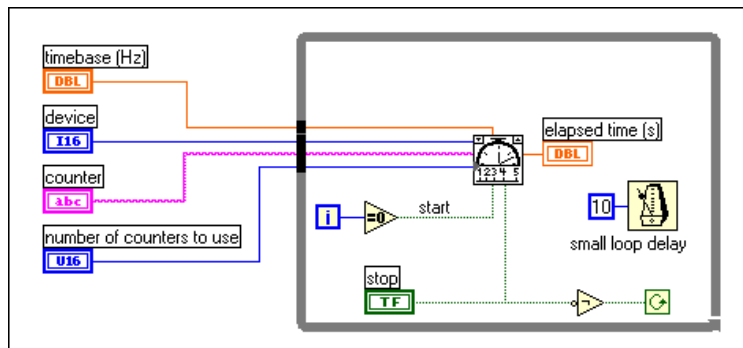 timebase (Hz)
DBL
device
I16
counter
abc
number of counters to use
U16
i
=0
start
1 2 3 4 5
elapsed time (s)
DBL
10
small loop delay
stop
TF